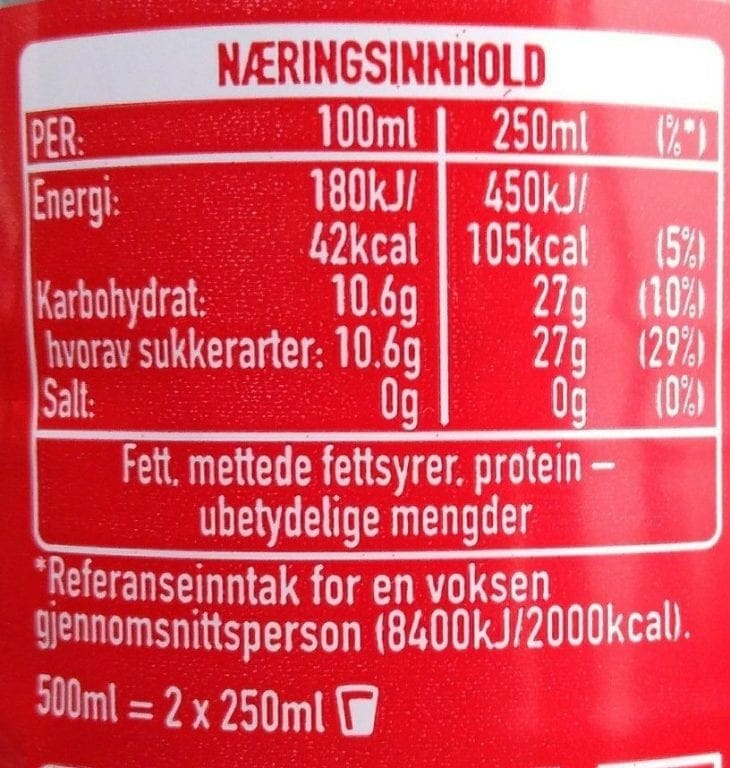 NÆRINGSINNHOLD
PER: 100ml 250ml (%*)
Energi: 180kJ/ 450kJ/
42kcal 105kcal (5%)
Karbohydrat: 10.6g 27g (10%)
hvorav sukkerarter: 10.6g 27g (29%)
Salt: 0g 0g (0%)
Fett, mettede fettsyrer, protein –
ubetydelige mengder
*Referanseinntak for en voksen
gjennomsnittsperson (8400kJ/2000kcal).
500ml = 2 x 250ml